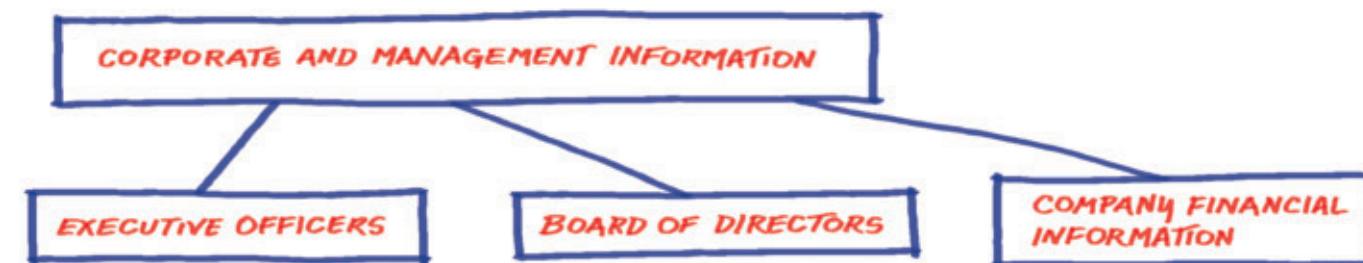 CORPORATE AND MANAGEMENT INFORMATION
EXECUTIVE OFFICERS
BOARD OF DIRECTORS
COMPANY FINANCIAL
INFORMATION